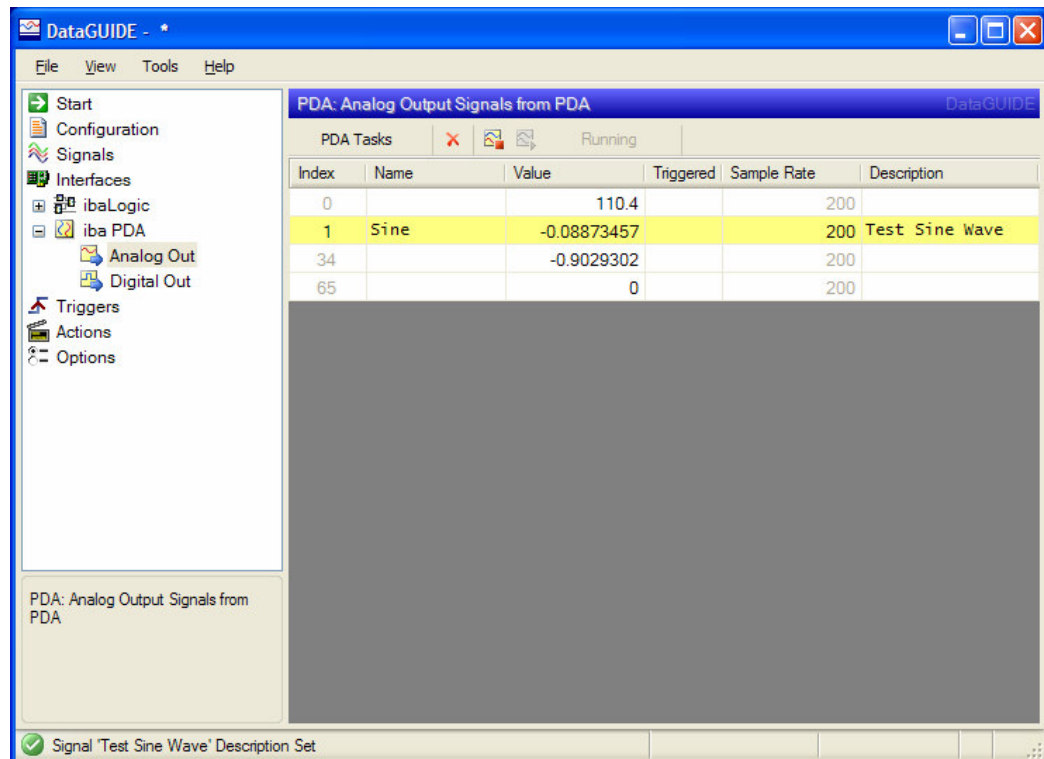 DataGUIDE - *
File View Tools Help
Start
Configuration
Signals
Interfaces
ibaLogic
iba PDA
Analog Out
Digital Out
Triggers
Actions
Options
PDA: Analog Output Signals from PDA
PDA: Analog Output Signals from PDA DataGUIDE
PDA Tasks Running
Index Name Value Triggered Sample Rate Description
0 110.4 200
1 Sine -0.08873457 200 Test Sine Wave
34 -0.9029302 200
65 0 200
Signal 'Test Sine Wave' Description Set